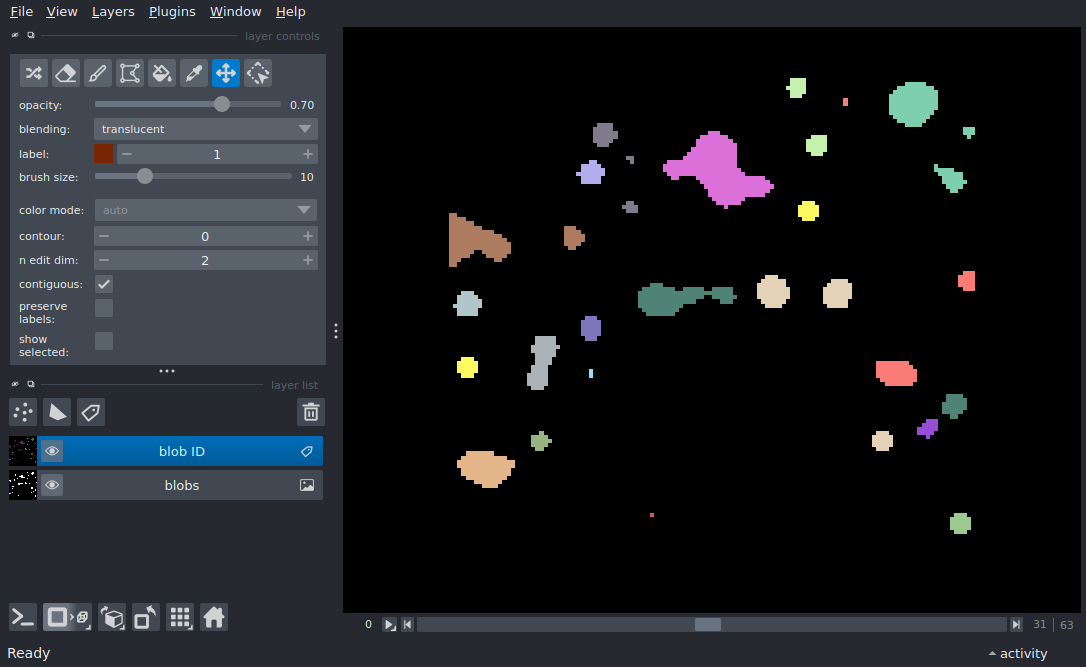 File View Layers Plugins Window Help
layer controls
opacity: 0.70
blending: translucent
label: 1
brush size: 10
color mode: auto
contour: 0
n edit dim: 2
contiguous:
preserve
labels:
show
selected:
layer list
blob ID
blobs
0 31 63
Ready activity